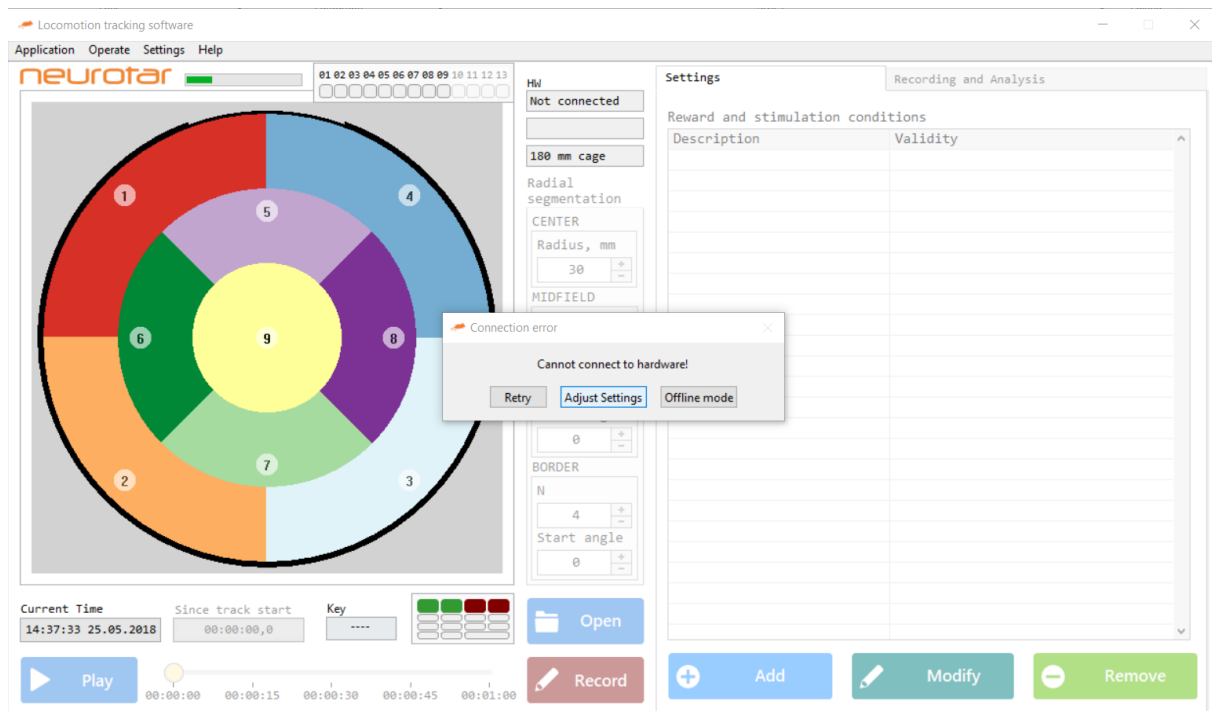 Locomotion tracking software
Application Operate Settings Help
neurotar
01 02 03 04 05 06 07 08 09 10 11 12 13
HW
Not connected
180 mm cage
Radial
segmentation
CENTER
Radius, mm
30
MIDFIELD
1
4
5
6
9
8
7
2
3
Connection error
Cannot connect to hardware!
Retry Adjust Settings Offline mode
0
BORDER
N
4
Start angle
0
Settings Recording and Analysis
Reward and stimulation conditions
Description Validity
Current Time Since track start Key
14:37:33 25.05.2018 00:00:00,0 ----
Open
Play
00:00:00 00:00:15 00:00:30 00:00:45 00:01:00
Record
Add Modify Remove